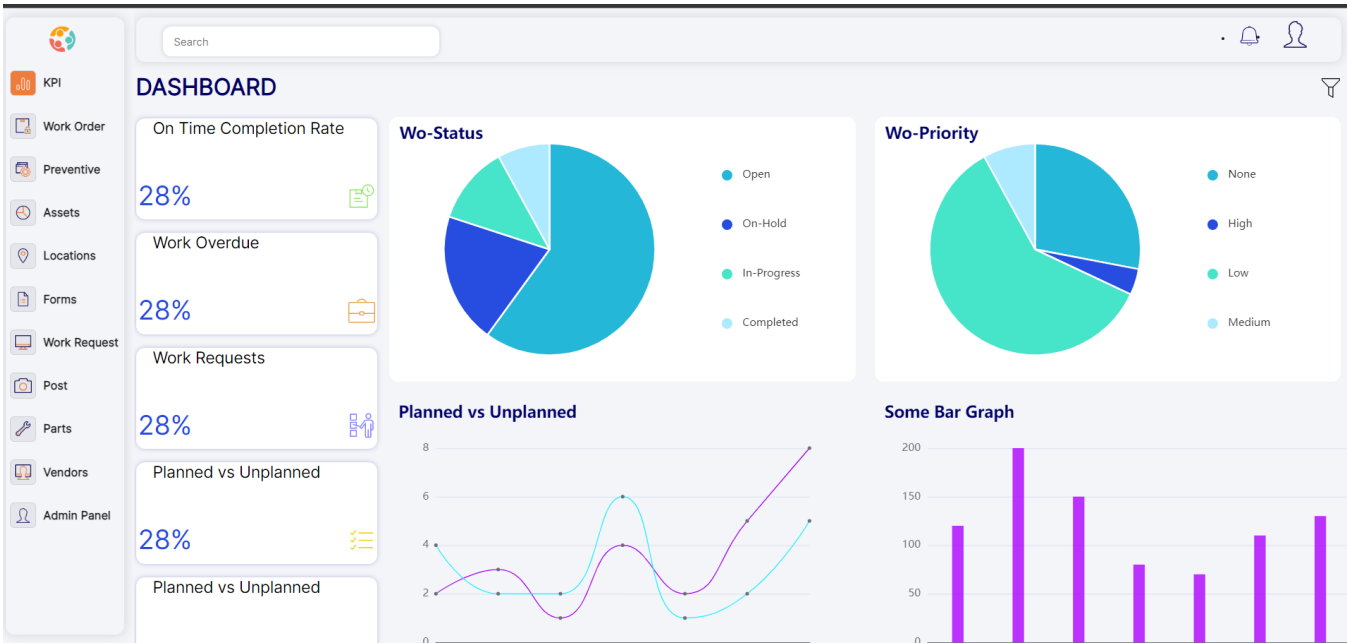 Search
KPI
Work Order
Preventive
Assets
Locations
Forms
Work Request
Post
Parts
Vendors
Admin Panel
DASHBOARD
On Time Completion Rate
28%
Work Overdue
28%
Work Requests
28%
Planned vs Unplanned
28%
Planned vs Unplanned
Wo-Status
Open
On-Hold
In-Progress
Completed
Wo-Priority
None
High
Low
Medium
Planned vs Unplanned
8
6
4
2
0
Some Bar Graph
200
150
100
50
0